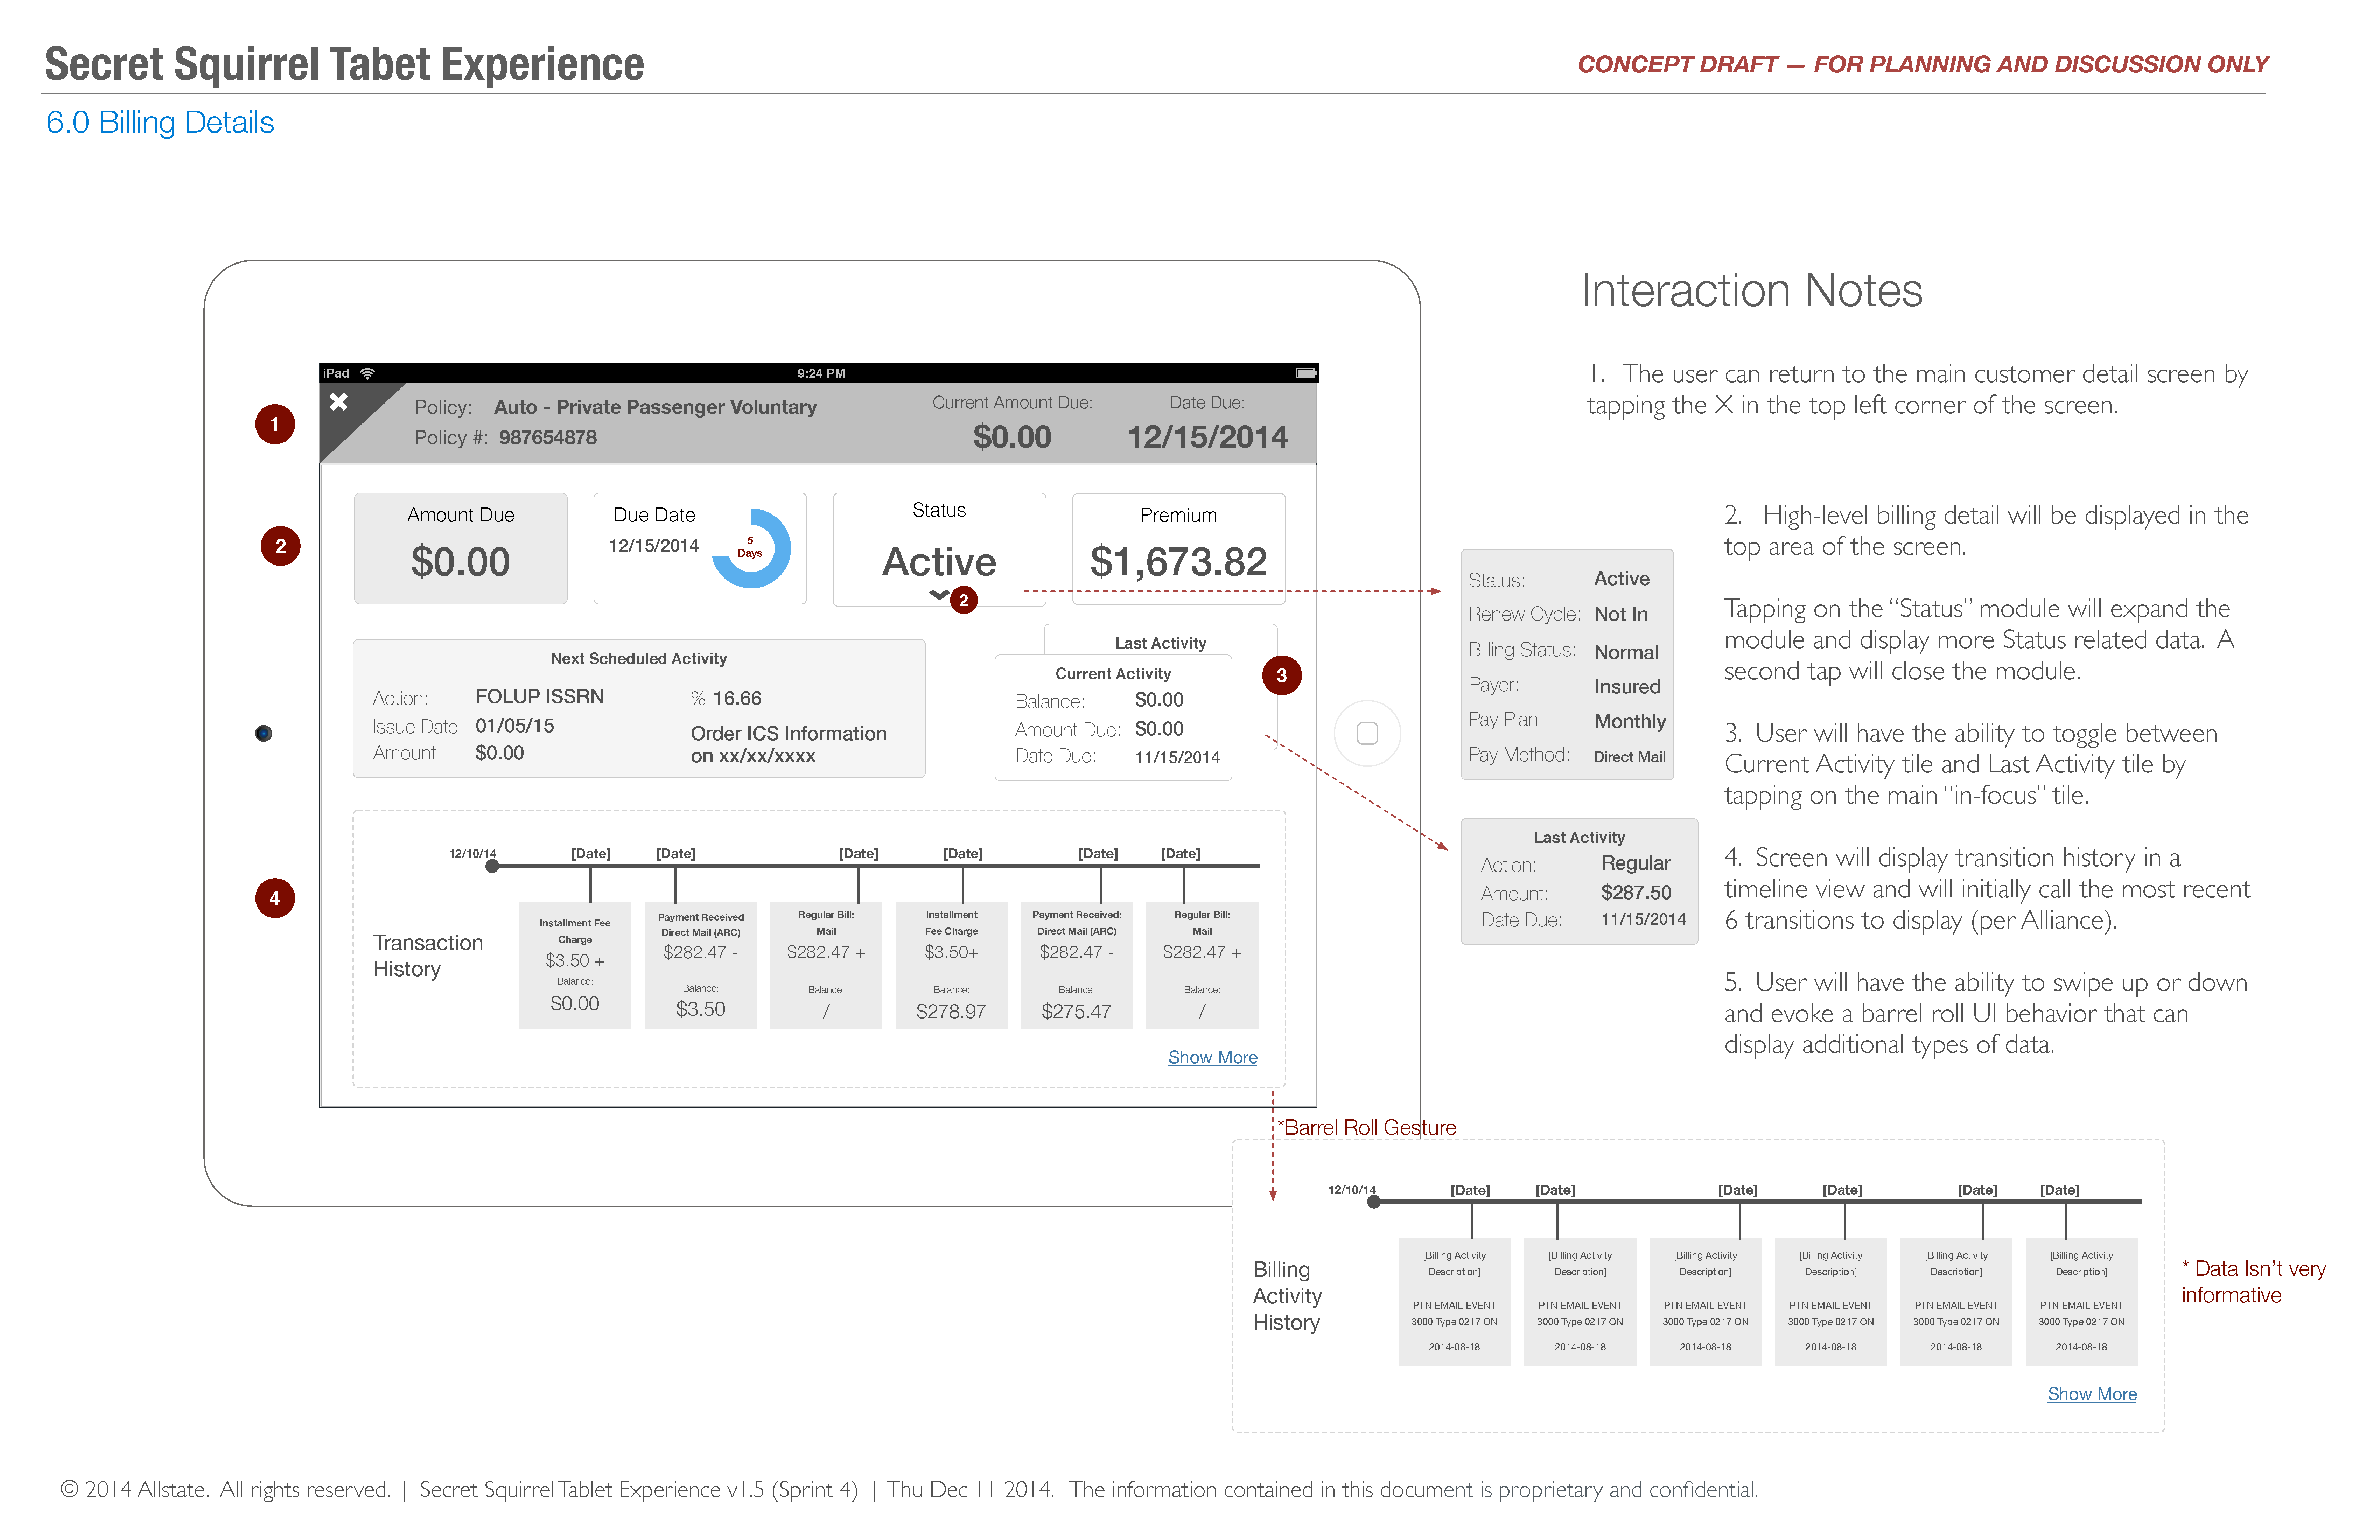 Secret Squirrel Tabet Experience
CONCEPT DRAFT — FOR PLANNING AND DISCUSSION ONLY
6.0 Billing Details
Interaction Notes
1. The user can return to the main customer detail screen by
tapping the X in the top left corner of the screen.
2. High-level billing detail will be displayed in the
top area of the screen.
Tapping on the “Status” module will expand the
module and display more Status related data. A
second tap will close the module.
3. User will have the ability to toggle between
Current Activity tile and Last Activity tile by
tapping on the main “in-focus” tile.
4. Screen will display transition history in a
timeline view and will initially call the most recent
6 transitions to display (per Alliance).
5. User will have the ability to swipe up or down
and evoke a barrel roll UI behavior that can
display additional types of data.
iPad 9:24 PM
1
Policy: Auto - Private Passenger Voluntary
Policy #: 987654878
Current Amount Due:
$0.00
Date Due:
12/15/2014
2
Amount Due
$0.00
Due Date
12/15/2014
5
Days
Status
Active
2
Premium
$1,673.82
Next Scheduled Activity
Action: FOLUP ISSRN
Issue Date: 01/05/15
Amount: $0.00
% 16.66
Order ICS Information
on xx/xx/xxxx
Last Activity
Current Activity
Balance: $0.00
Amount Due: $0.00
Date Due: 11/15/2014
3
Status: Active
Renew Cycle: Not In
Billing Status: Normal
Payor: Insured
Pay Plan: Monthly
Pay Method: Direct Mail
Last Activity
Action: Regular
Amount: $287.50
Date Due: 11/15/2014
4
Transaction
History
12/10/14 [Date] [Date] [Date] [Date] [Date] [Date]
Installment Fee
Charge
$3.50 +
Balance:
$0.00
Payment Received
Direct Mail (ARC)
$282.47 -
Balance:
$3.50
Regular Bill:
Mail
$282.47 +
Balance:
/
Installment
Fee Charge
$3.50+
Balance:
$278.97
Payment Received:
Direct Mail (ARC)
$282.47 -
Balance:
$275.47
Regular Bill:
Mail
$282.47 +
Balance:
/
Show More
*Barrel Roll Gesture
Billing
Activity
History
12/10/14 [Date] [Date] [Date] [Date] [Date] [Date]
[Billing Activity
Description]
PTN EMAIL EVENT
3000 Type 0217 ON
2014-08-18
[Billing Activity
Description]
PTN EMAIL EVENT
3000 Type 0217 ON
2014-08-18
[Billing Activity
Description]
PTN EMAIL EVENT
3000 Type 0217 ON
2014-08-18
[Billing Activity
Description]
PTN EMAIL EVENT
3000 Type 0217 ON
2014-08-18
[Billing Activity
Description]
PTN EMAIL EVENT
3000 Type 0217 ON
2014-08-18
[Billing Activity
Description]
PTN EMAIL EVENT
3000 Type 0217 ON
2014-08-18
Show More
* Data Isn’t very
informative
© 2014 Allstate. All rights reserved. | Secret Squirrel Tablet Experience v1.5 (Sprint 4) | Thu Dec 11 2014. The information contained in this document is proprietary and confidential.